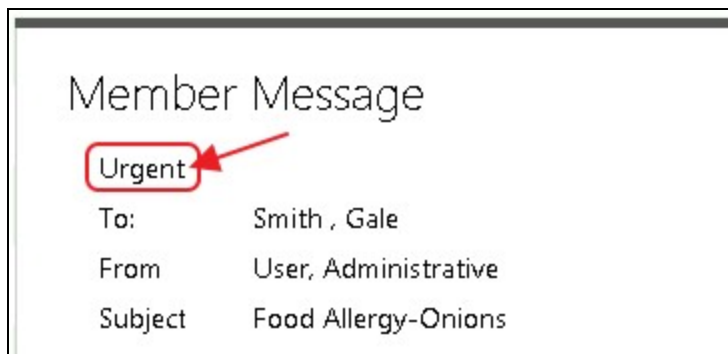 Member Message
Urgent
To: Smith , Gale
From User, Administrative
Subject Food Allergy-Onions